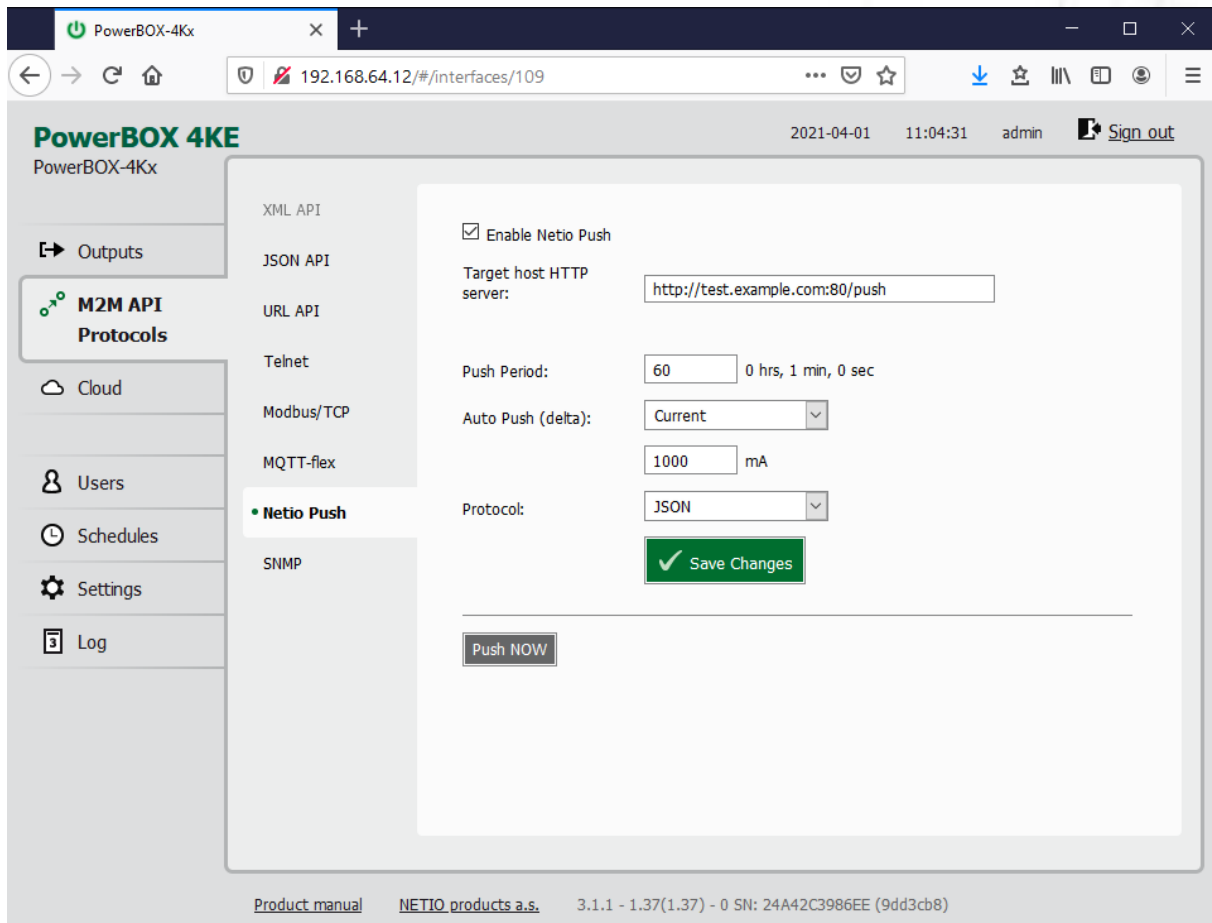 PowerBOX-4Kx
192.168.64.12/#/interfaces/109
PowerBOX 4KE
PowerBOX-4Kx
2021-04-01 11:04:31 admin Sign out
Outputs
M2M API
Protocols
Cloud
Users
Schedules
Settings
3 Log
XML API
JSON API
URL API
Telnet
Modbus/TCP
MQTT-flex
Netio Push
SNMP
Enable Netio Push
Target host HTTP
server:
http://test.example.com:80/push
Push Period: 60 0 hrs, 1 min, 0 sec
Auto Push (delta): Current
1000 mA
Protocol: JSON
Save Changes
Push NOW
Product manual NETIO products a.s. 3.1.1 - 1.37(1.37) - 0 SN: 24A42C3986EE (9dd3cb8)